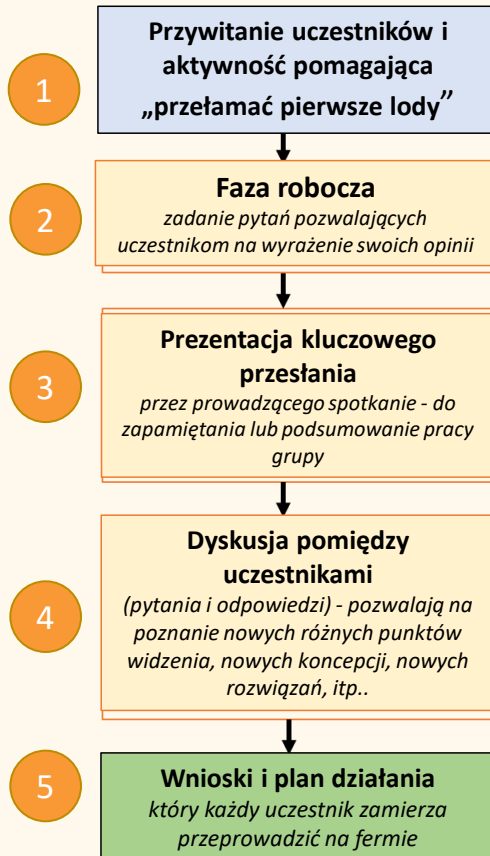 1
Przywitanie uczestników i
aktywność pomagająca
„przełamać pierwsze lody”
2
Faza robocza
zadanie pytań pozwalających
uczestnikom na wyrażenie swoich opinii
3
Prezentacja kluczowego
przesłania
przez prowadzącego spotkanie - do
zapamiętania lub podsumowanie pracy
grupy
4
Dyskusja pomiędzy
uczestnikami
(pytania i odpowiedzi) - pozwalają na
poznanie nowych różnych punktów
widzenia, nowych koncepcji, nowych
rozwiązań, itp..
5
Wnioski i plan działania
który każdy uczestnik zamierza
przeprowadzić na fermie